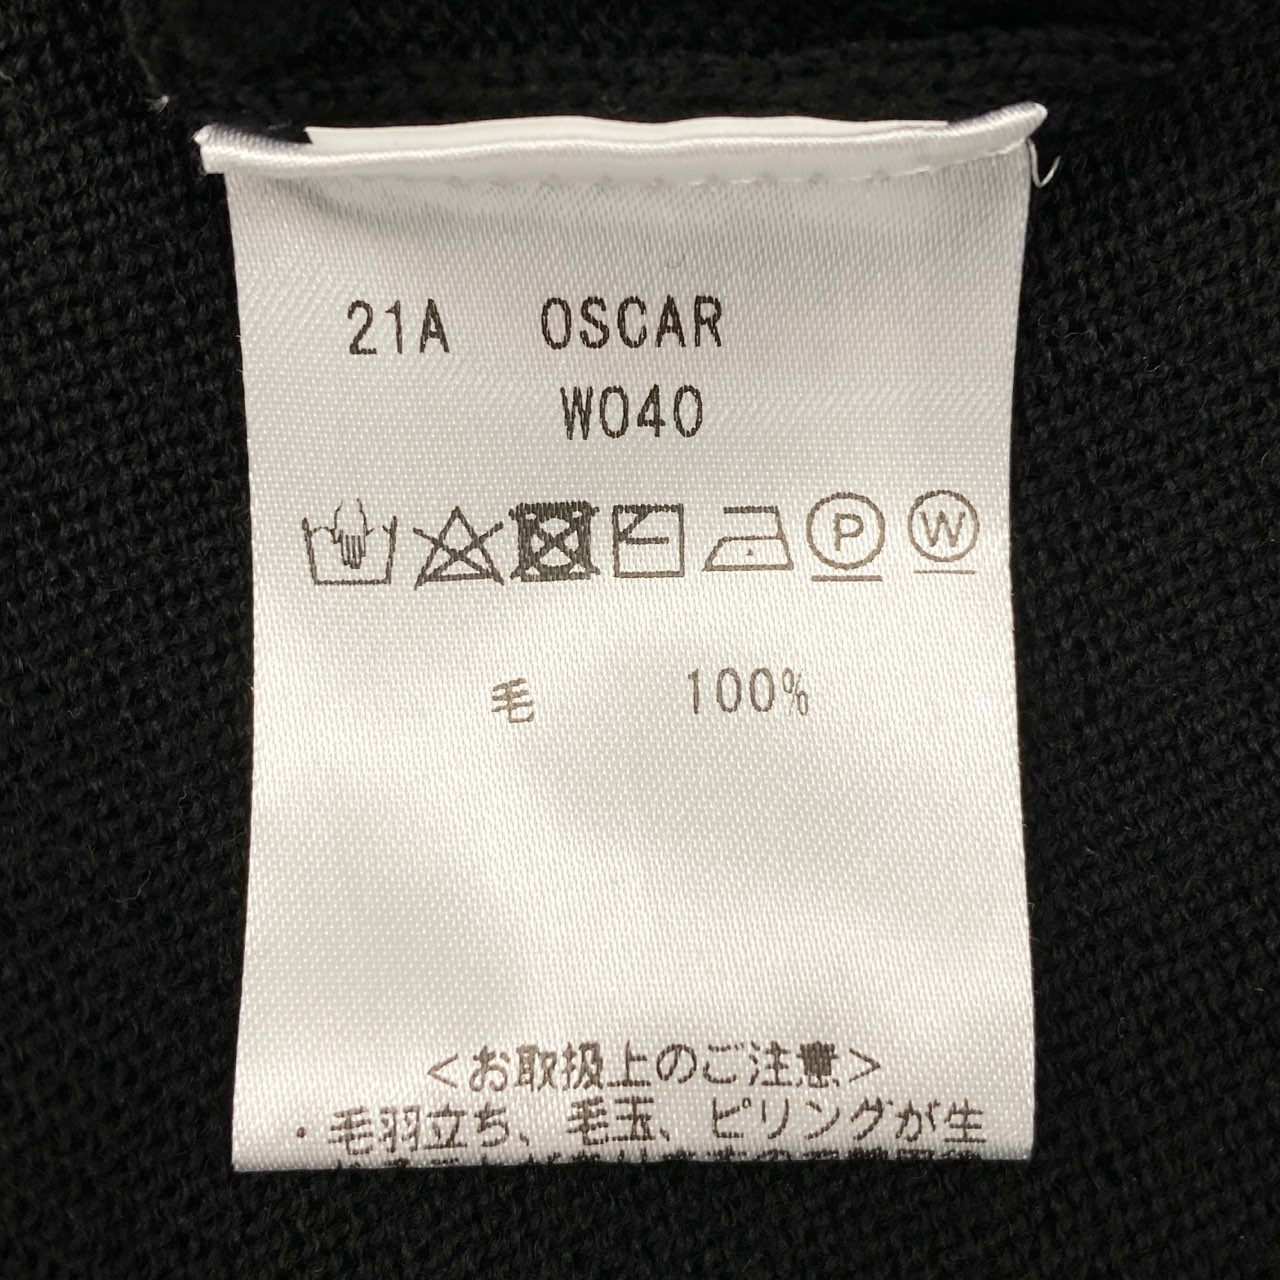 21A OSCAR
W040
P W
毛 100%
<お取扱上のご注意>
・毛羽立ち、毛玉、ピリングが生